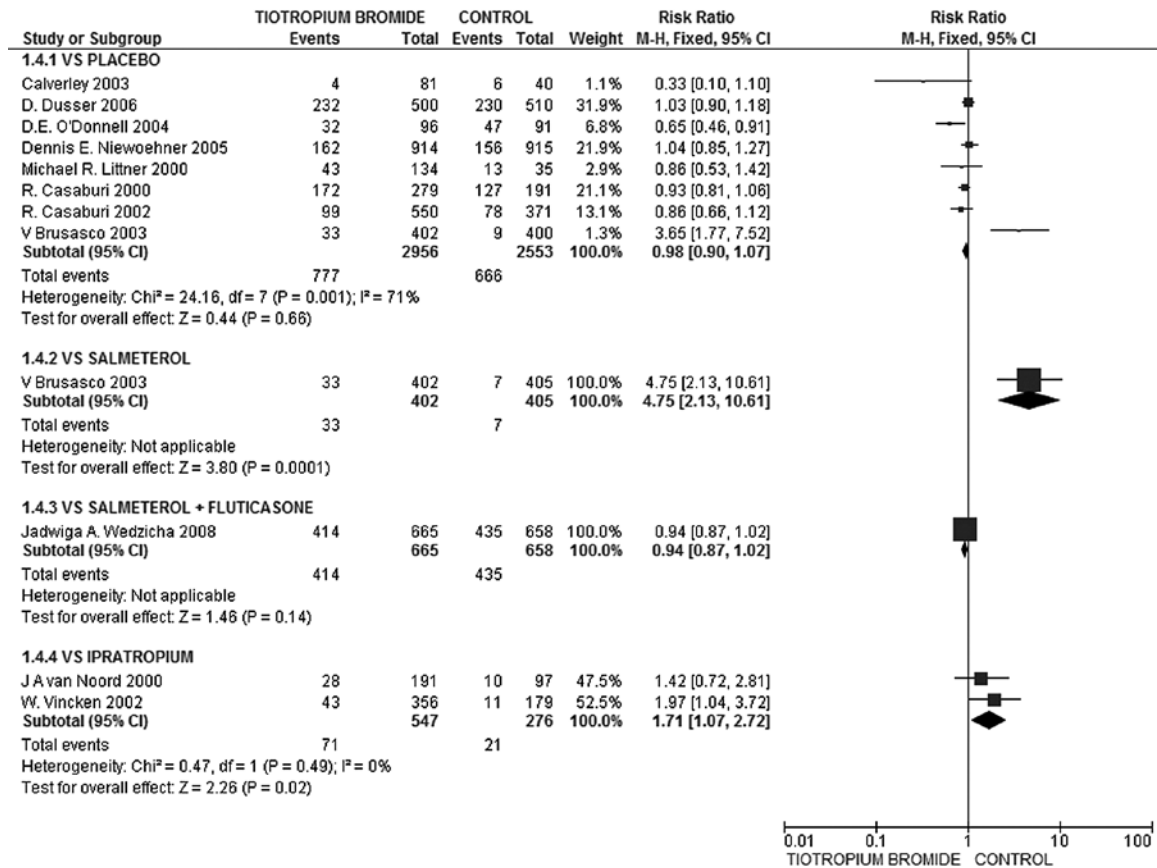 TIOTROPIUM BROMIDE CONTROL Risk Ratio Risk Ratio
Study or Subgroup Events Total Events Total Weight M-H, Fixed, 95% CI M-H, Fixed, 95% CI
1.4.1 VS PLACEBO
Calverley 2003 4 81 6 40 1.1% 0.33 [0.10, 1.10]
D. Dusser 2006 232 500 230 510 31.9% 1.03 [0.90, 1.18]
D.E. O'Donnell 2004 32 96 47 91 6.8% 0.65 [0.46, 0.91]
Dennis E. Niewoehner 2005 162 914 156 915 21.9% 1.04 [0.85, 1.27]
Michael R. Littner 2000 43 134 13 35 2.9% 0.86 [0.53, 1.42]
R. Casaburi 2000 172 279 127 191 21.1% 0.93 [0.81, 1.06]
R. Casaburi 2002 99 550 78 371 13.1% 0.86 [0.66, 1.12]
V Brusasco 2003 33 402 9 400 1.3% 3.65 [1.77, 7.52]
Subtotal (95% CI) 2956 2553 100.0% 0.98 [0.90, 1.07]
Total events 777 666
Heterogeneity: Chi² = 24.16, df = 7 (P = 0.001); I² = 71%
Test for overall effect: Z = 0.44 (P = 0.66)
1.4.2 VS SALMETEROL
V Brusasco 2003 33 402 7 405 100.0% 4.75 [2.13, 10.61]
Subtotal (95% CI) 402 405 100.0% 4.75 [2.13, 10.61]
Total events 33 7
Heterogeneity: Not applicable
Test for overall effect: Z = 3.80 (P = 0.0001)
1.4.3 VS SALMETEROL + FLUTICASONE
Jadwiga A. Wedzicha 2008 414 665 435 658 100.0% 0.94 [0.87, 1.02]
Subtotal (95% CI) 665 658 100.0% 0.94 [0.87, 1.02]
Total events 414 435
Heterogeneity: Not applicable
Test for overall effect: Z = 1.46 (P = 0.14)
1.4.4 VS IPRATROPIUM
J A van Noord 2000 28 191 10 97 47.5% 1.42 [0.72, 2.81]
W. Vincken 2002 43 356 11 179 52.5% 1.97 [1.04, 3.72]
Subtotal (95% CI) 547 276 100.0% 1.71 [1.07, 2.72]
Total events 71 21
Heterogeneity: Chi² = 0.47, df = 1 (P = 0.49); I² = 0%
Test for overall effect: Z = 2.26 (P = 0.02)
0.01 0.1 1 10 100
TIOTROPIUM BROMIDE CONTROL